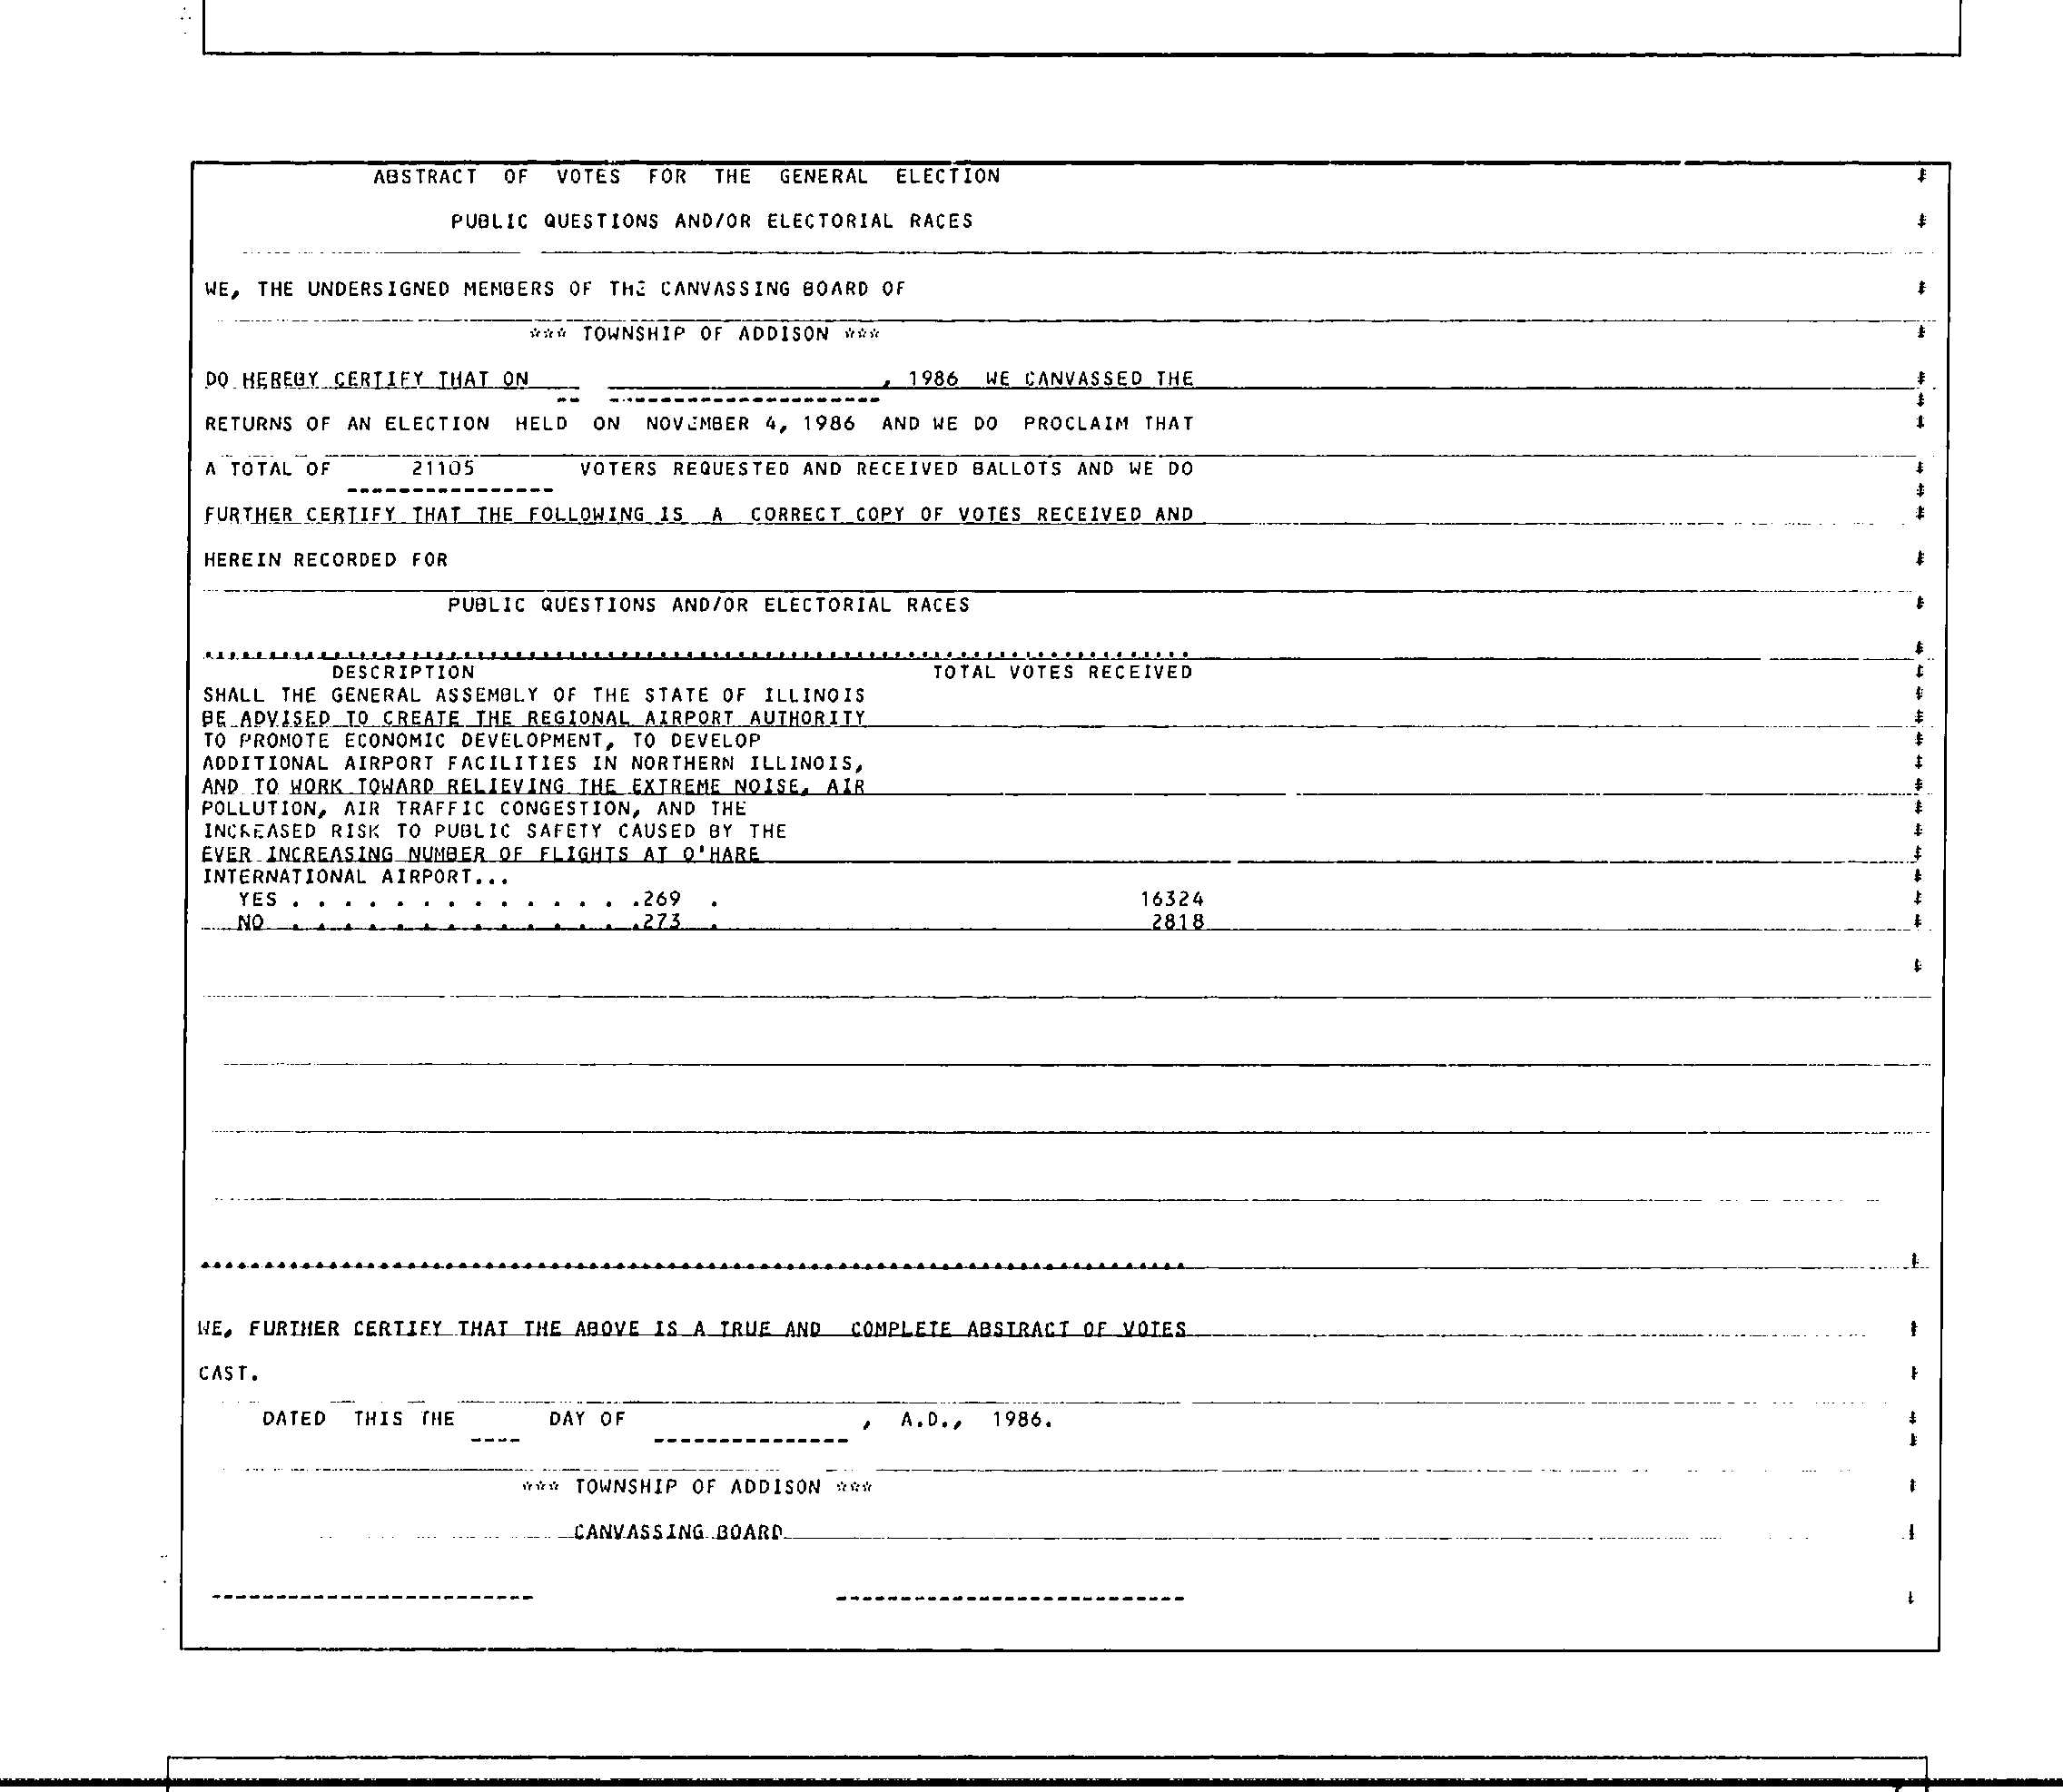 ABSTRACT OF VOTES FOR THE GENERAL ELECTION
PUBLIC QUESTIONS AND/OR ELECTORIAL RACES
WE, THE UNDERSIGNED MEMBERS OF THE CANVASSING BOARD OF
*** TOWNSHIP OF ADDISON ***
DO HEREBY CERTIFY THAT ON __ ____________________, 1986 WE CANVASSED THE
RETURNS OF AN ELECTION HELD ON NOVEMBER 4, 1986 AND WE DO PROCLAIM THAT
A TOTAL OF 21105 VOTERS REQUESTED AND RECEIVED BALLOTS AND WE DO
FURTHER CERTIFY THAT THE FOLLOWING IS A CORRECT COPY OF VOTES RECEIVED AND
HEREIN RECORDED FOR
PUBLIC QUESTIONS AND/OR ELECTORIAL RACES
DESCRIPTION TOTAL VOTES RECEIVED
SHALL THE GENERAL ASSEMBLY OF THE STATE OF ILLINOIS
BE ADVISED TO CREATE THE REGIONAL AIRPORT AUTHORITY
TO PROMOTE ECONOMIC DEVELOPMENT, TO DEVELOP
ADDITIONAL AIRPORT FACILITIES IN NORTHERN ILLINOIS,
AND TO WORK TOWARD RELIEVING THE EXTREME NOISE, AIR
POLLUTION, AIR TRAFFIC CONGESTION, AND THE
INCREASED RISK TO PUBLIC SAFETY CAUSED BY THE
EVER INCREASING NUMBER OF FLIGHTS AT O'HARE
INTERNATIONAL AIRPORT...
YES . . . . . . . . . . . . . .269 . 16324
NO . . . . . . . . . . . . . .273 . 2818
WE, FURTHER CERTIFY THAT THE ABOVE IS A TRUE AND COMPLETE ABSTRACT OF VOTES
CAST.
DATED THIS THE ____ DAY OF _______________, A.D., 1986.
*** TOWNSHIP OF ADDISON ***
CANVASSING BOARD